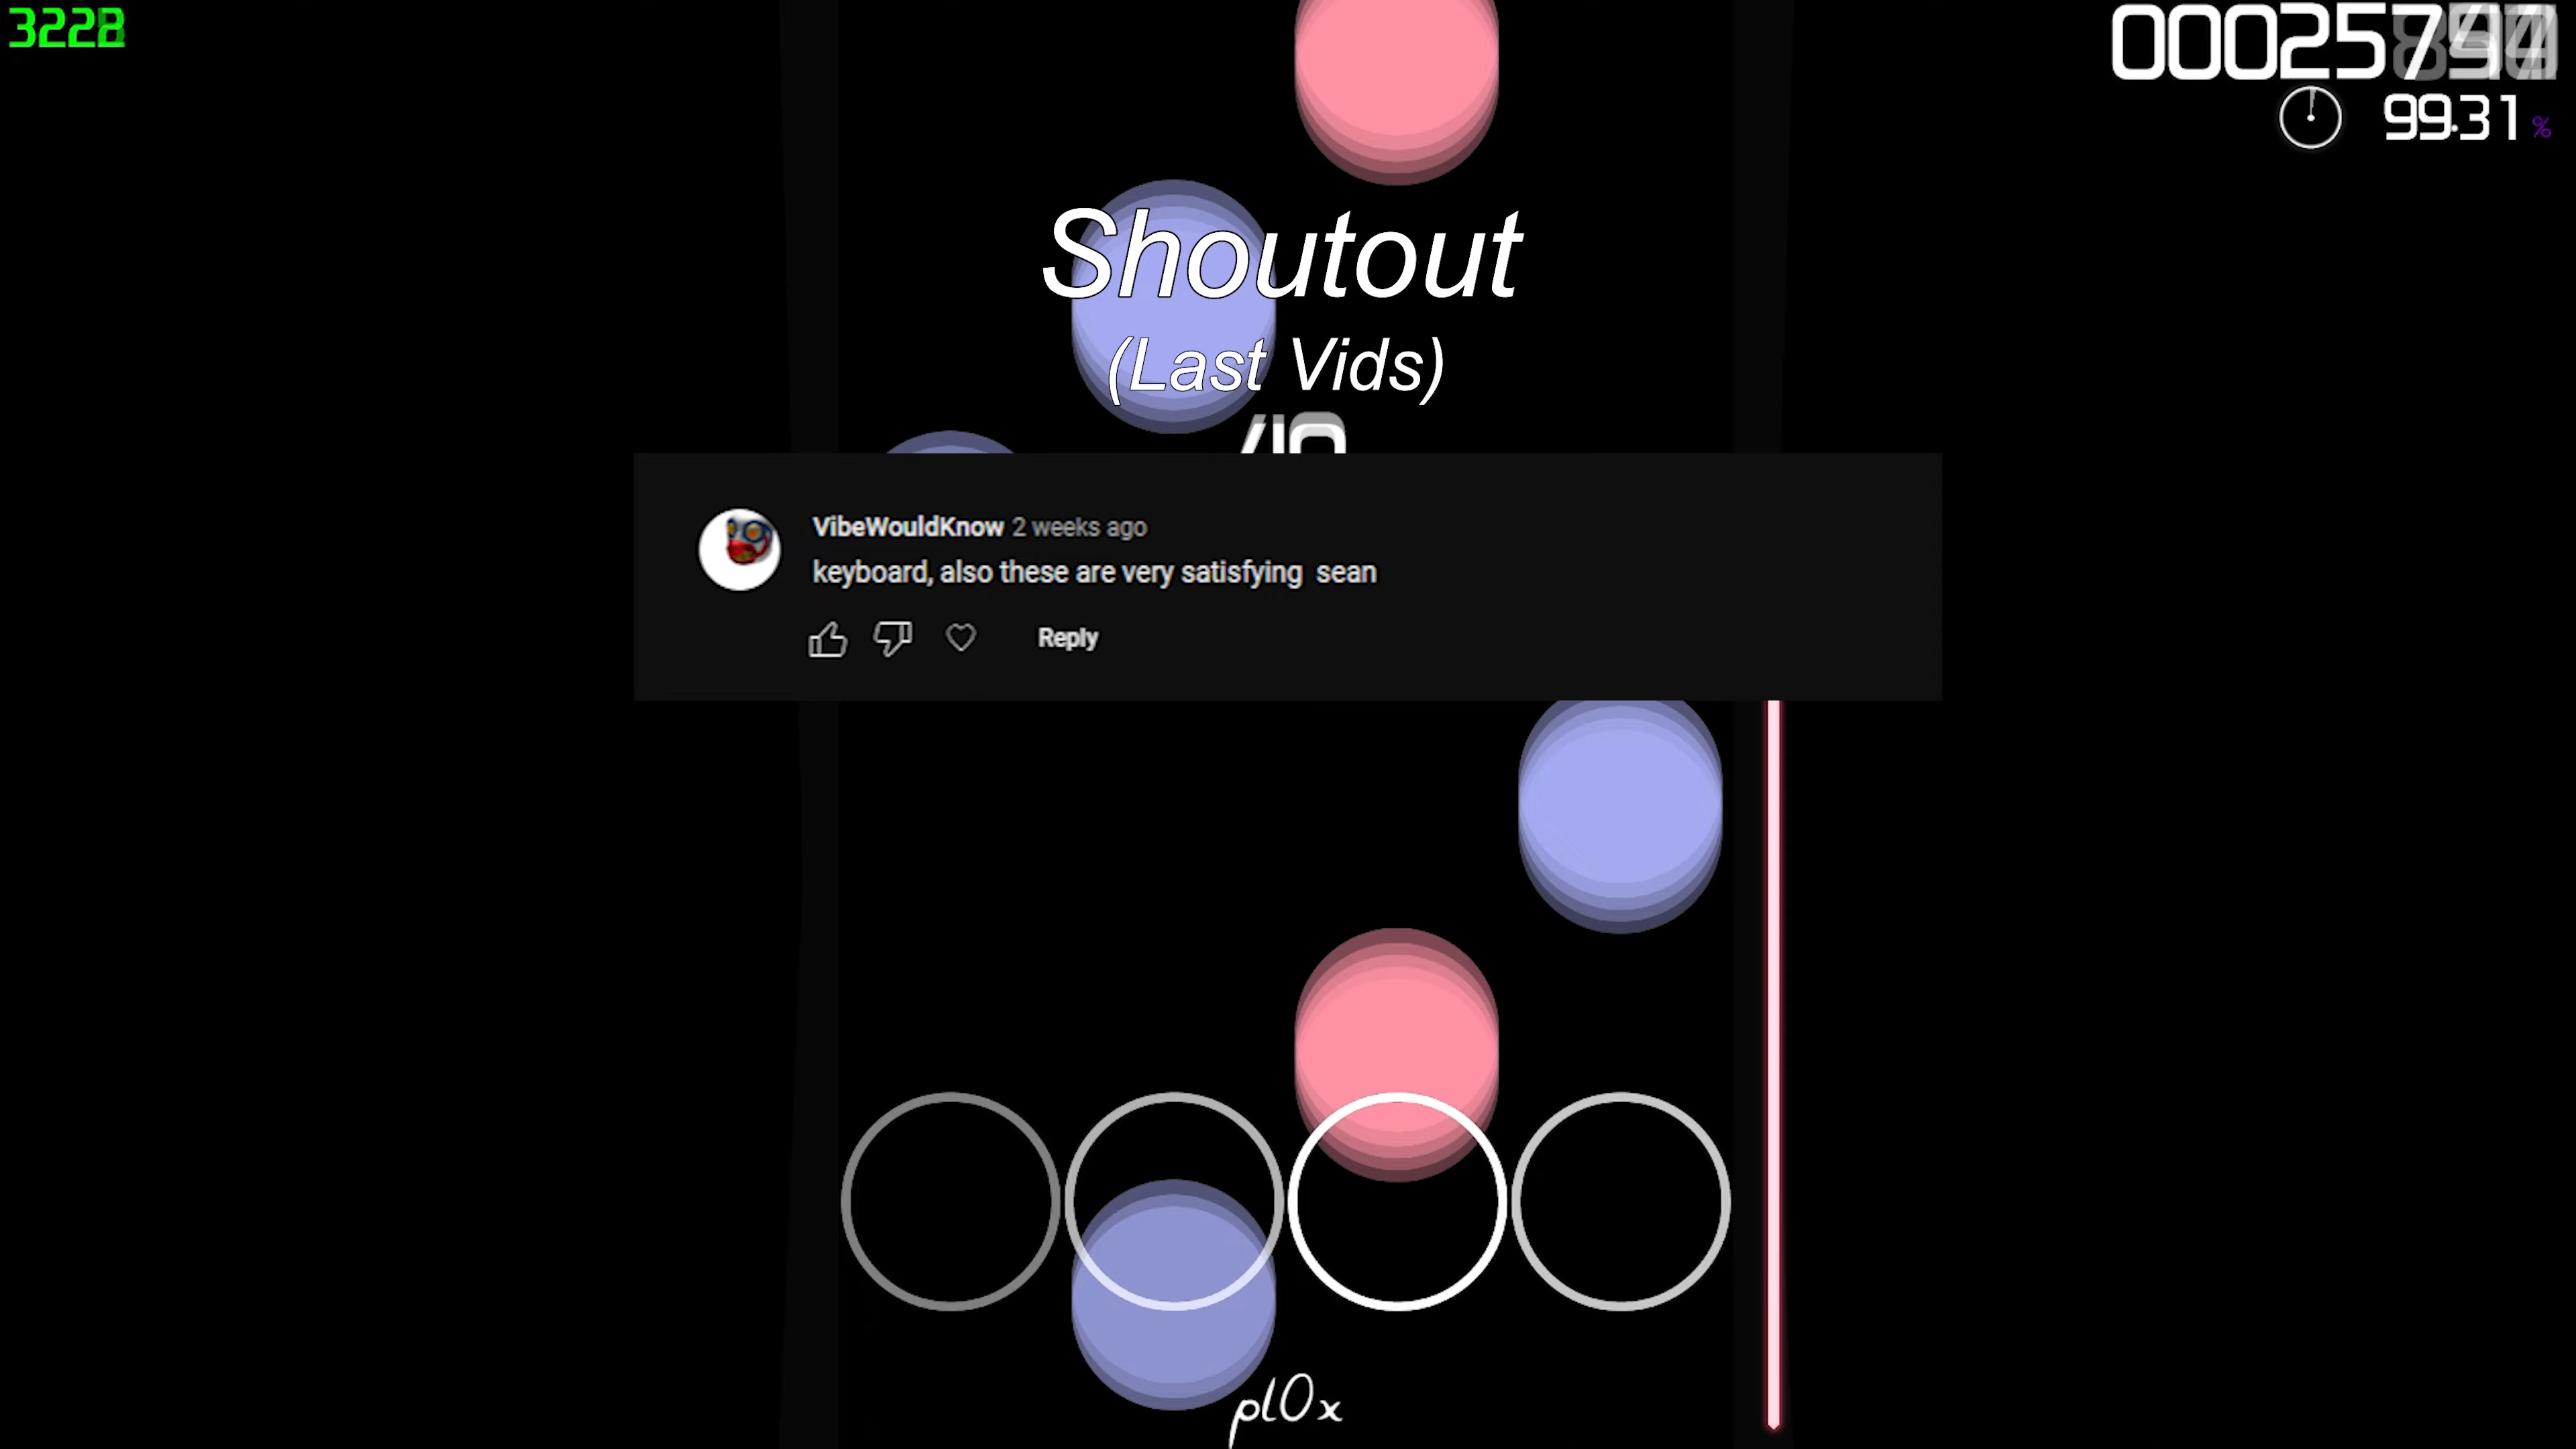 3228
99.31 %
Shoutout
(Last Vids)
VibeWouldKnow 2 weeks ago
keyboard, also these are very satisfying sean
Reply
pl0x